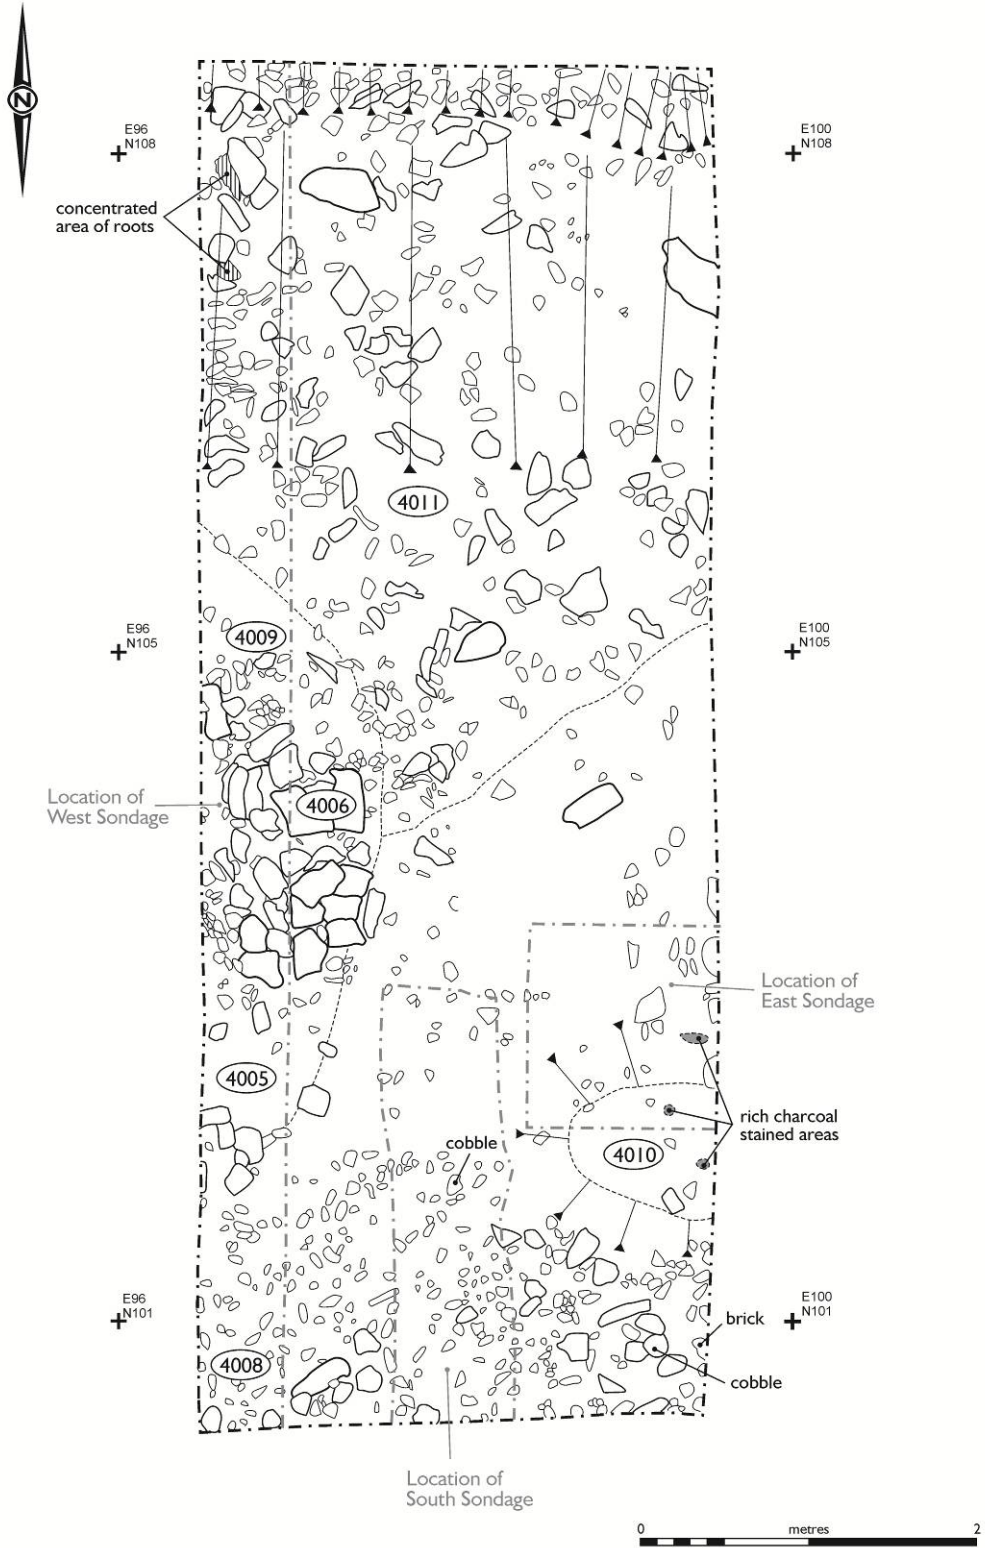 N
E96
N108
E100
N108
concentrated
area of roots
4011
E96
N105
E100
N105
4009
Location of
West Sondage
4006
Location of
East Sondage
4005
rich charcoal
stained areas
cobble
4010
E96
N101
E100
N101
brick
4008
cobble
Location of
South Sondage
0 metres 2